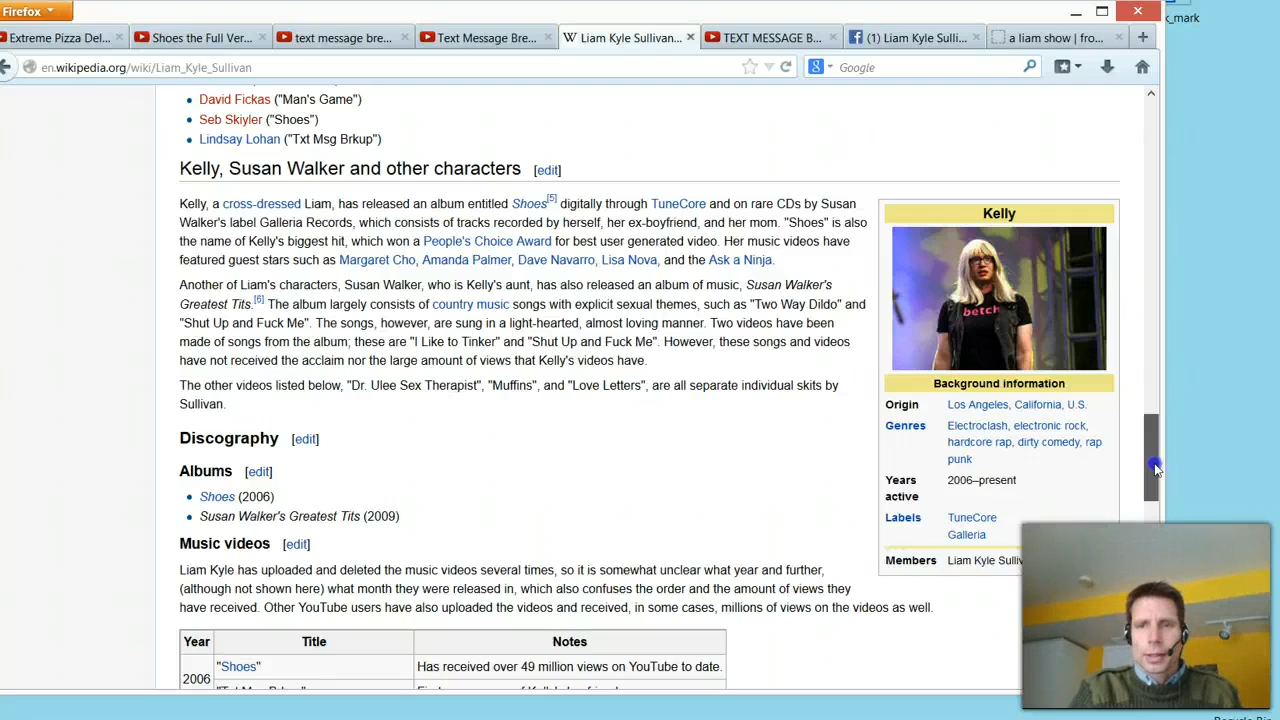 Firefox
k_mark
Extreme Pizza Del...
Shoes the Full Ver...
text message bre...
Text Message Bre...
W Liam Kyle Sullivan...
TEXT MESSAGE B...
(1) Liam Kyle Sulli...
a liam show | fro...
en.wikipedia.org/wiki/Liam_Kyle_Sullivan
Google
David Fickas ("Man's Game")
Seb Skiyler ("Shoes")
Lindsay Lohan ("Txt Msg Brkup")
Kelly, Susan Walker and other characters [edit]
Kelly, a cross-dressed Liam, has released an album entitled Shoes[5] digitally through TuneCore and on rare CDs by Susan
Walker's label Galleria Records, which consists of tracks recorded by herself, her ex-boyfriend, and her mom. "Shoes" is also
the name of Kelly's biggest hit, which won a People's Choice Award for best user generated video. Her music videos have
featured guest stars such as Margaret Cho, Amanda Palmer, Dave Navarro, Lisa Nova, and the Ask a Ninja.
Another of Liam's characters, Susan Walker, who is Kelly's aunt, has also released an album of music, Susan Walker's
Greatest Tits.[6] The album largely consists of country music songs with explicit sexual themes, such as "Two Way Dildo" and
"Shut Up and Fuck Me". The songs, however, are sung in a light-hearted, almost loving manner. Two videos have been
made of songs from the album; these are "I Like to Tinker" and "Shut Up and Fuck Me". However, these songs and videos
have not received the acclaim nor the large amount of views that Kelly's videos have.
The other videos listed below, "Dr. Ulee Sex Therapist", "Muffins", and "Love Letters", are all separate individual skits by
Sullivan.
Discography [edit]
Albums [edit]
Shoes (2006)
Susan Walker's Greatest Tits (2009)
Music videos [edit]
Liam Kyle has uploaded and deleted the music videos several times, so it is somewhat unclear what year and further,
(although not shown here) what month they were released in, which also confuses the order and the amount of views they
have received. Other YouTube users have also uploaded the videos and received, in some cases, millions of views on the videos as well.
Year Title Notes
2006 "Shoes" Has received over 49 million views on YouTube to date.
Kelly
betch
Background information
Origin Los Angeles, California, U.S.
Genres Electroclash, electronic rock,
hardcore rap, dirty comedy, rap
punk
Years 2006–present
active
Labels TuneCore
Galleria
Members Liam Kyle Sulliv